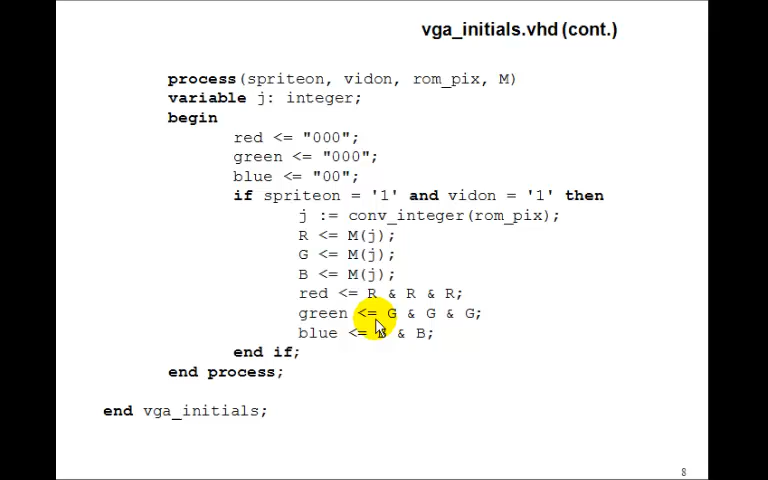 vga_initials.vhd (cont.)
process(spriteon, vidon, rom_pix, M)
variable j: integer;
begin
red <= "000";
green <= "000";
blue <= "00";
if spriteon = '1' and vidon = '1' then
j := conv_integer(rom_pix);
R <= M(j);
G <= M(j);
B <= M(j);
red <= R & R & R;
green <= G & G & G;
blue <= B & B;
end if;
end process;
end vga_initials;
8